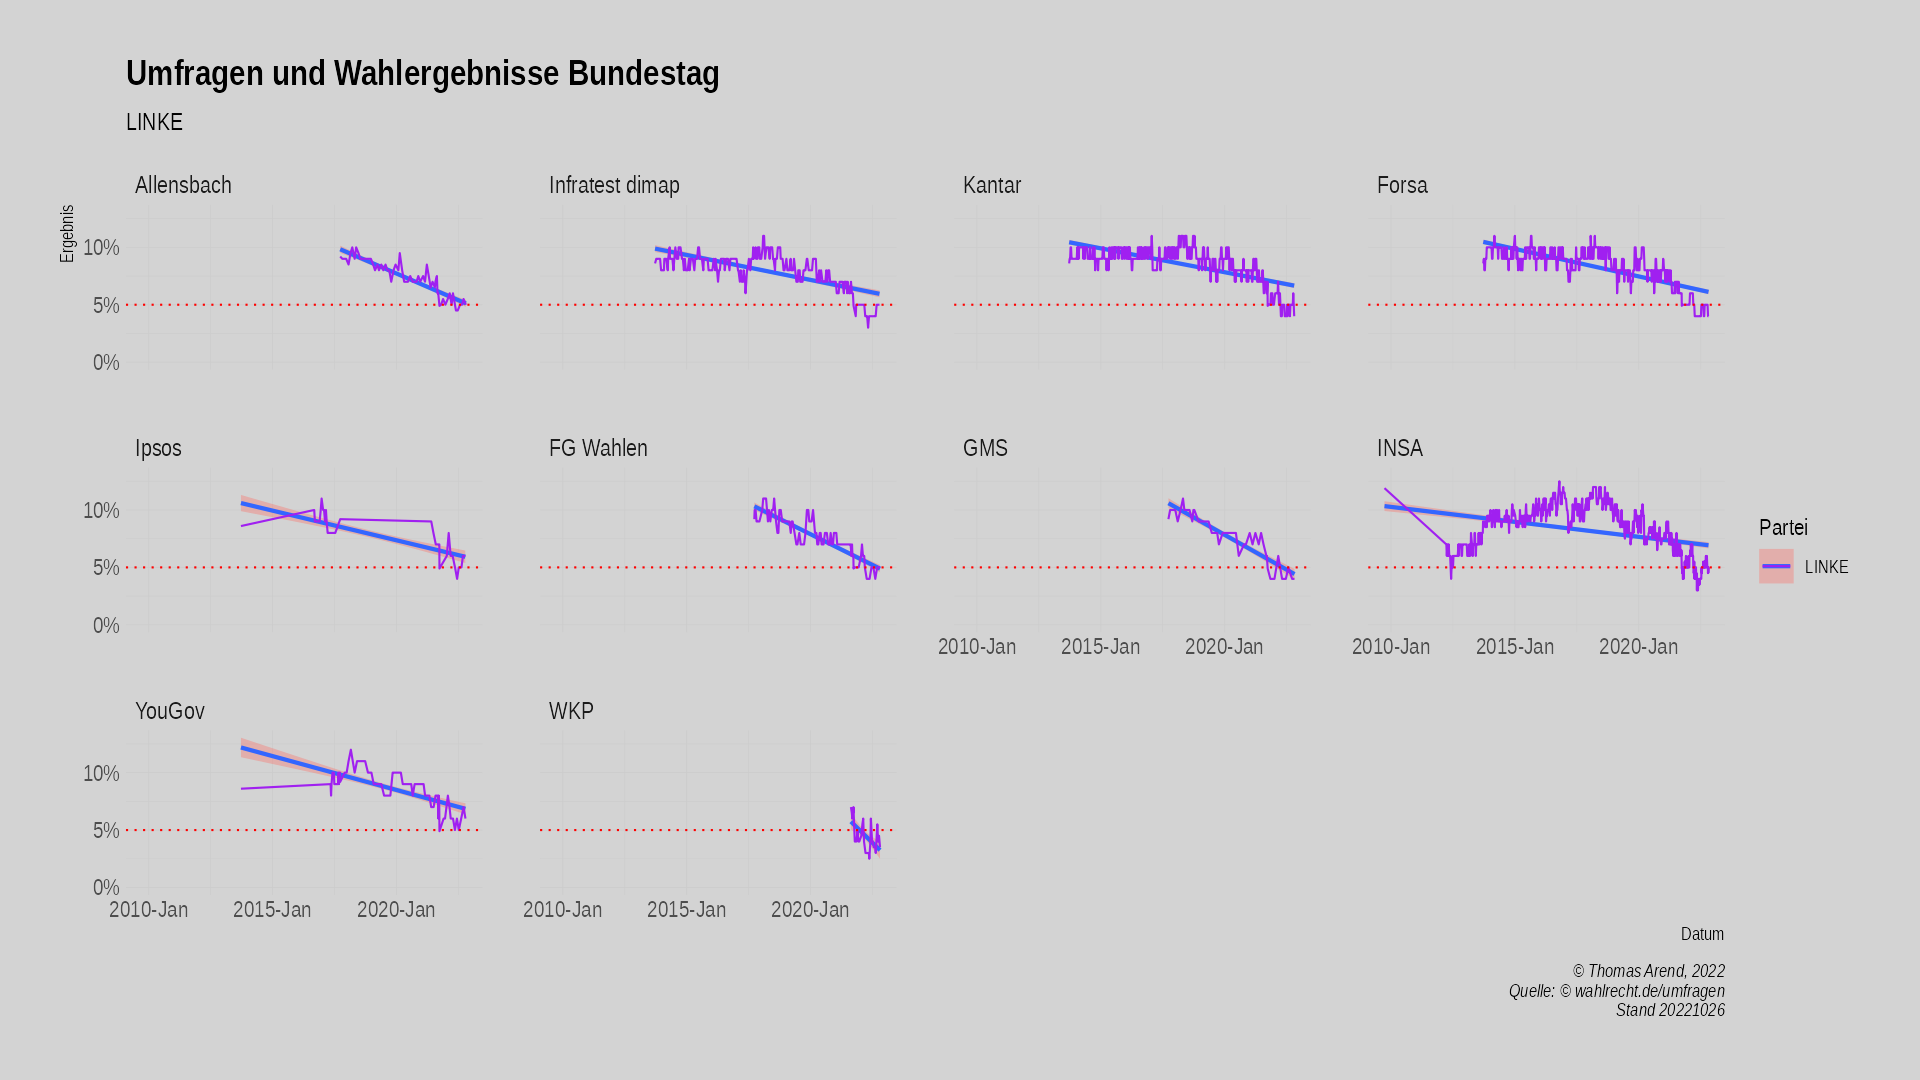 Umfragen und Wahlergebnisse Bundestag
LINKE
Allensbach
Infratest dimap
Kantar
Forsa
Ergebnis
10%
5%
0%
Ipsos
FG Wahlen
GMS
INSA
10%
5%
0%
2010-Jan
2015-Jan
2020-Jan
2010-Jan
2015-Jan
2020-Jan
Partei
LINKE
YouGov
WKP
10%
5%
0%
2010-Jan
2015-Jan
2020-Jan
2010-Jan
2015-Jan
2020-Jan
Datum
© Thomas Arend, 2022
Quelle: © wahlrecht.de/umfragen
Stand 20221026